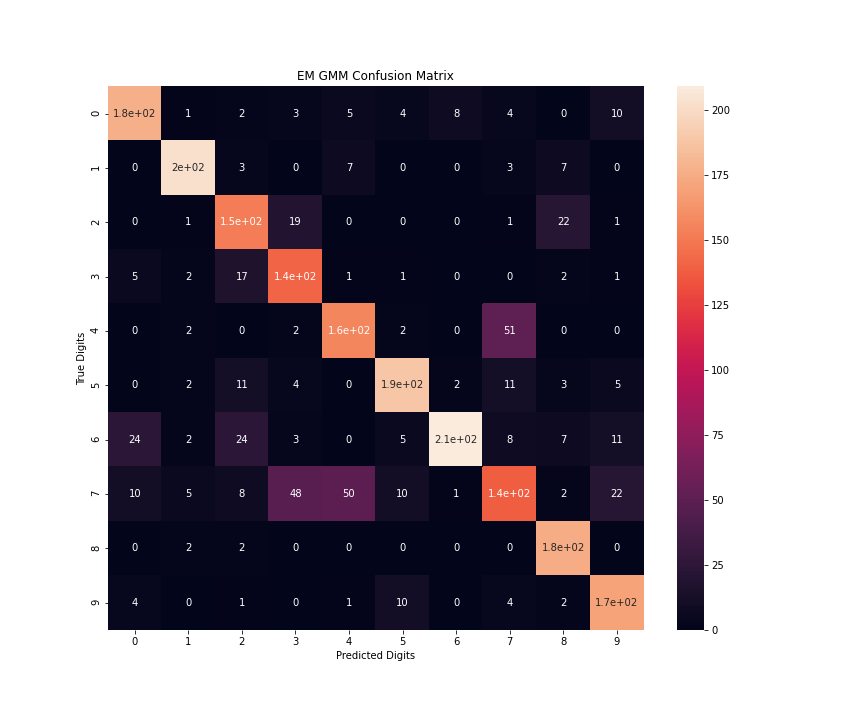 EM GMM Confusion Matrix
0 1.8e+02 1 2 3 5 4 8 4 0 10
1 0 2e+02 3 0 7 0 0 3 7 0
2 0 1 1.5e+02 19 0 0 0 1 22 1
3 5 2 17 1.4e+02 1 1 0 0 2 1
4 0 2 0 2 1.6e+02 2 0 51 0 0
5 0 2 11 4 0 1.9e+02 2 11 3 5
6 24 2 24 3 0 5 2.1e+02 8 7 11
7 10 5 8 48 50 10 1 1.4e+02 2 22
8 0 2 2 0 0 0 0 0 1.8e+02 0
9 4 0 1 0 1 10 0 4 2 1.7e+02
0 1 2 3 4 5 6 7 8 9
Predicted Digits
True Digits
200
175
150
125
100
75
50
25
0